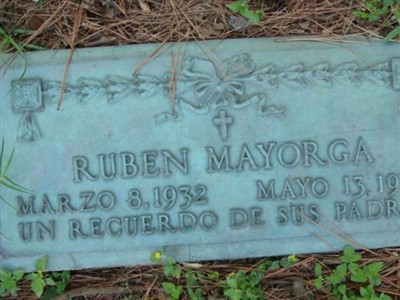 RUBEN MAYORGA
MARZO 8, 1932 MAYO 13, 19
UN RECUERDO DE SUS PADR